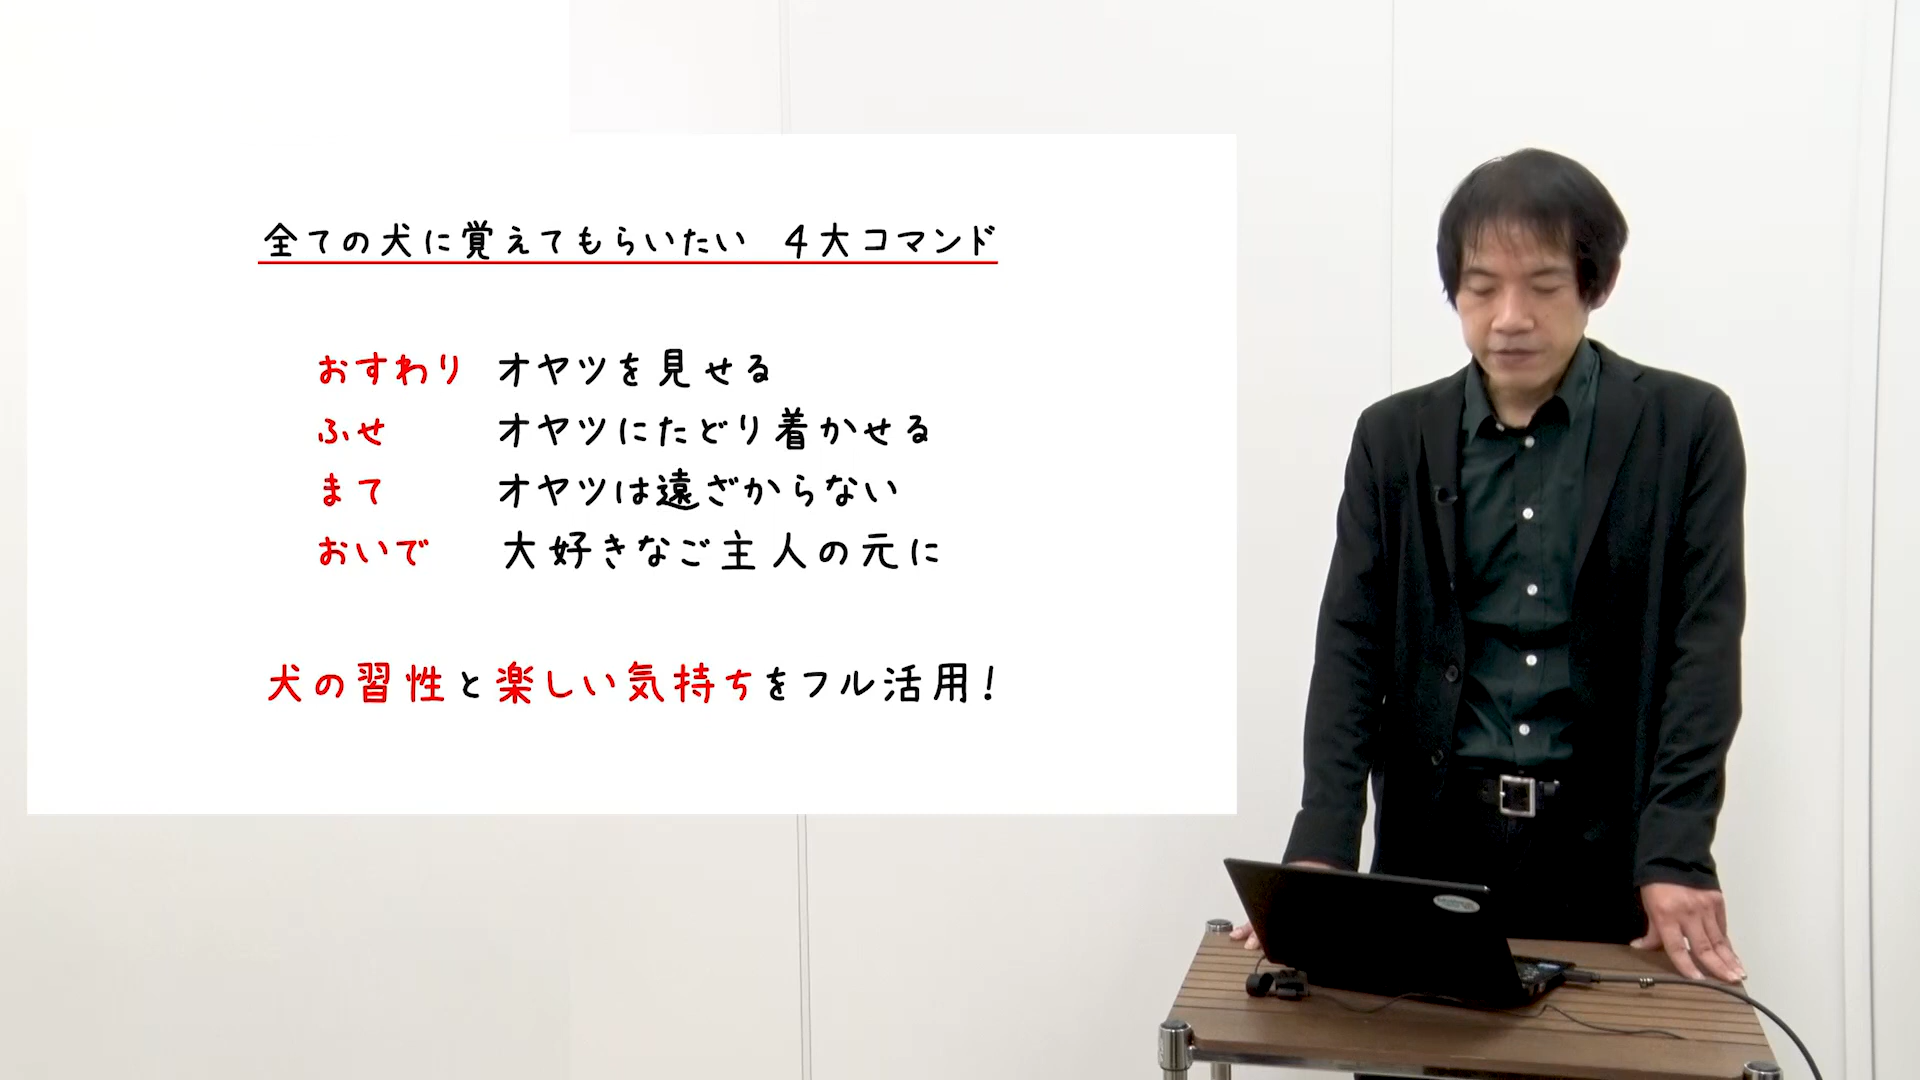 全ての犬に覚えてもらいたい 4大コマンド
おすわり オヤツを見せる
ふせ オヤツにたどり着かせる
まて オヤツは遠ざからない
おいで 大好きなご主人の元に
犬の習性と楽しい気持ちをフル活用！